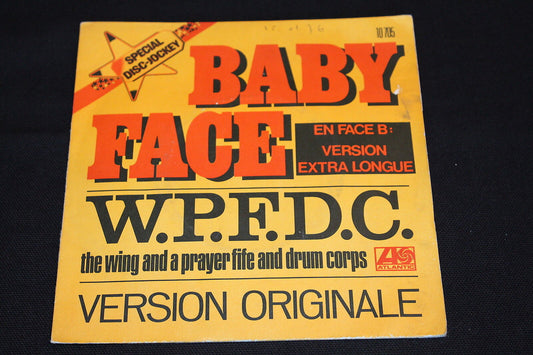 10 705
SPECIAL
DISC-JOCKEY
BABY
FACE
EN FACE B:
VERSION
EXTRA LONGUE
W.P.F.D.C.
the wing and a prayer fife and drum corps
ATLANTIC
VERSION ORIGINALE